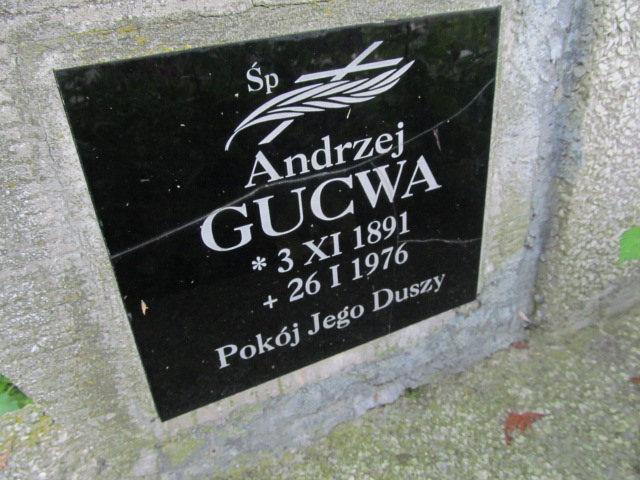 Śp
Andrzej
GUCWA
* 3 XI 1891
+ 26 I 1976
Pokój Jego Duszy